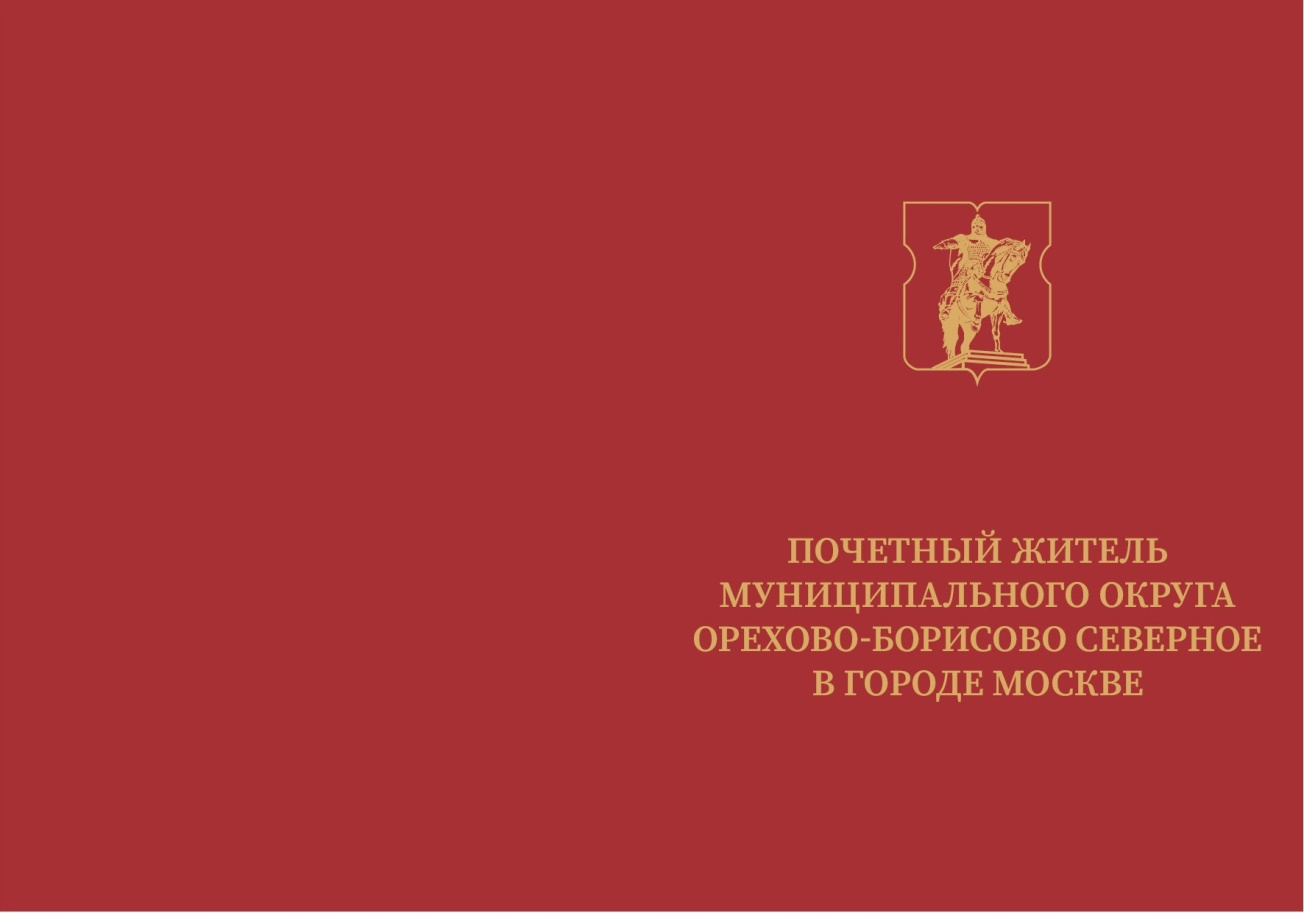 ПОЧЕТНЫЙ ЖИТЕЛЬ
МУНИЦИПАЛЬНОГО ОКРУГА
ОРЕХОВО-БОРИСОВО СЕВЕРНОЕ
В ГОРОДЕ МОСКВЕ